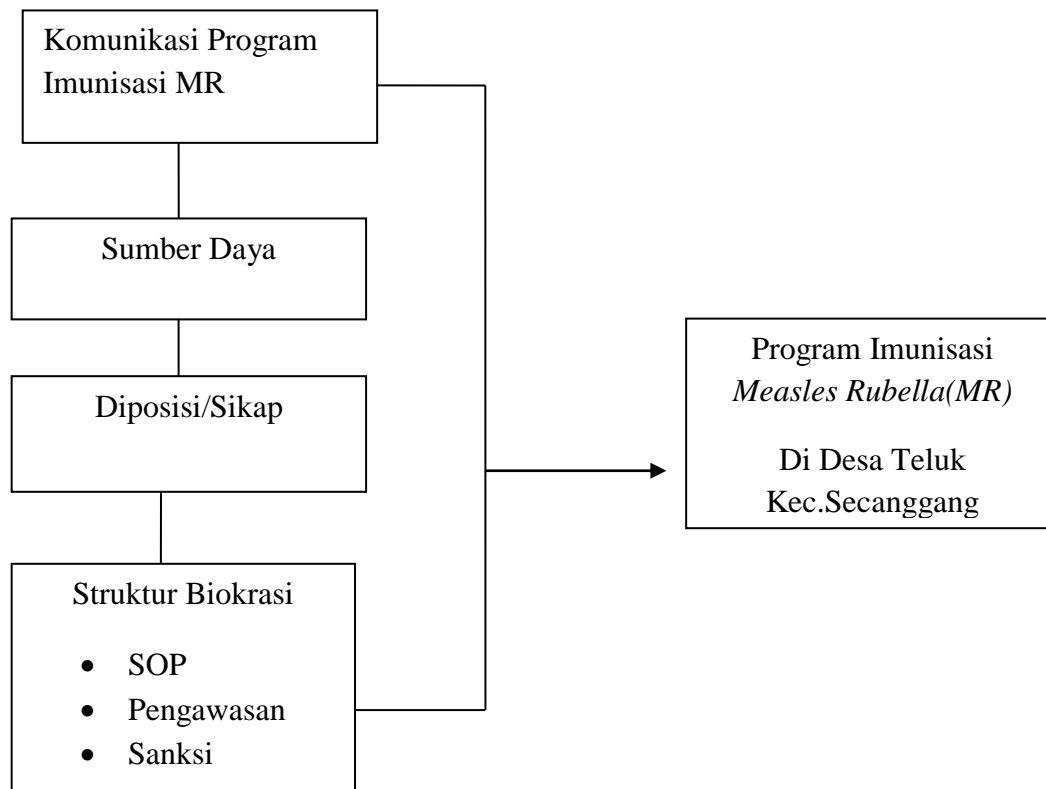 Komunikasi Program
Imunisasi MR
Sumber Daya
Diposisi/Sikap
Struktur Biokrasi
• SOP
• Pengawasan
• Sanksi
Program Imunisasi
Measles Rubella(MR)
Di Desa Teluk
Kec.Secanggang